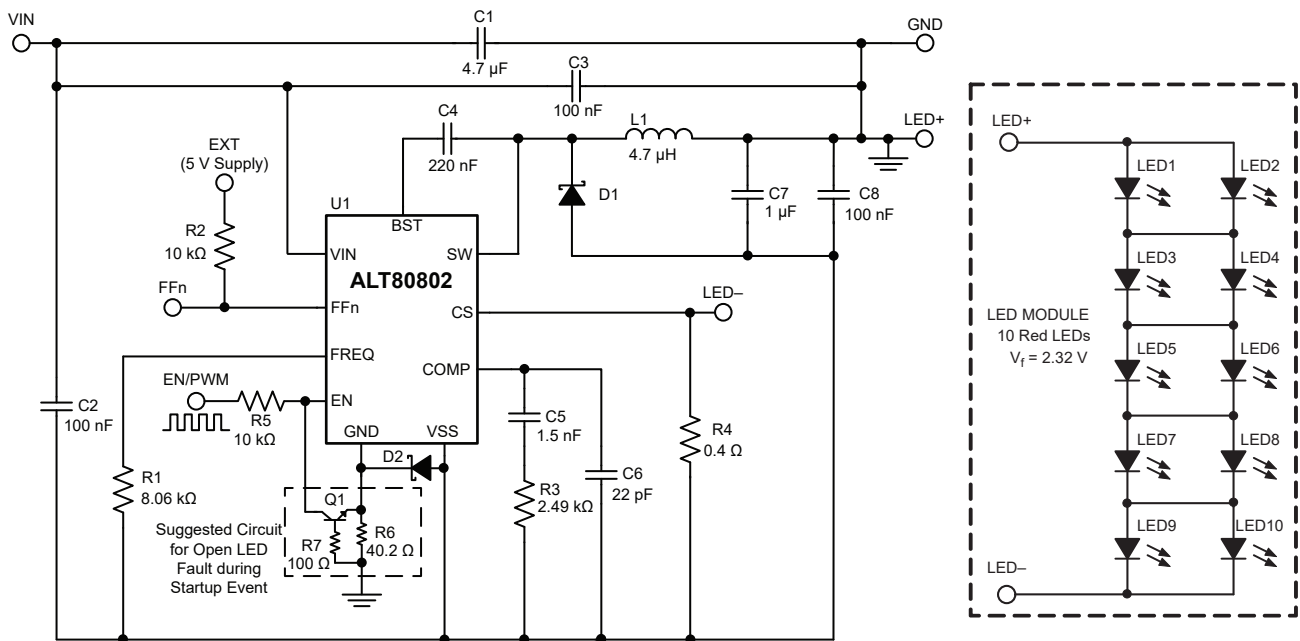 VIN
C1
4.7 µF
GND
C3
100 nF
C4
220 nF
L1
4.7 µH
LED+
EXT
(5 V Supply)
D1
C7
1 µF
C8
100 nF
R2
10 kΩ
U1
BST
VIN
SW
ALT80802
FFn
FFn
CS
LED–
FREQ
COMP
EN/PWM
EN
R5
10 kΩ
GND
VSS
C2
100 nF
C5
1.5 nF
R4
0.4 Ω
D2
C6
22 pF
R1
8.06 kΩ
R3
2.49 kΩ
Q1
R6
40.2 Ω
R7
100 Ω
Suggested Circuit
for Open LED
Fault during
Startup Event
LED+
LED1
LED2
LED3
LED4
LED MODULE
10 Red LEDs
Vf = 2.32 V
LED5
LED6
LED7
LED8
LED9
LED10
LED–